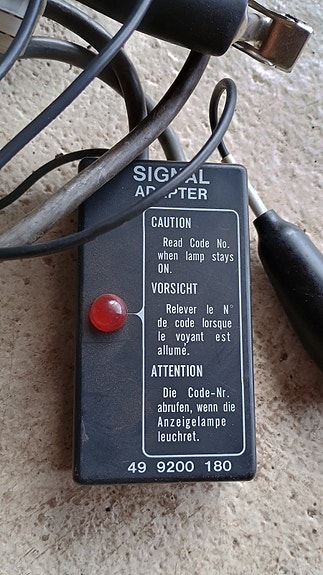 SIGNAL
ADAPTER
CAUTION
Read Code No.
when lamp stays
ON.
VORSICHT
Relever le N°
de code lorsque
le voyant est
allumé.
ATTENTION
Die Code-Nr.
abrufen, wenn die
Anzeigelampe
leuchret.
49 9200 180